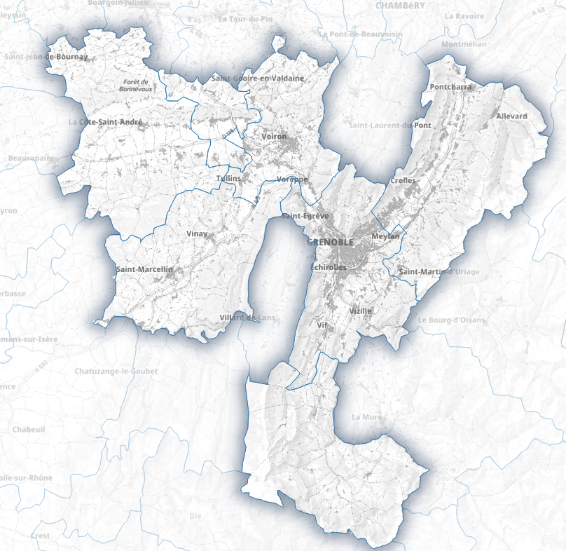 Bourgoin-Jallieu
CHAMBÉRY
La Ravaire
La Tour-du-Pin
Le Pont-de-Beauvoisin
Montmélian
Saint-Jean-de-Bournay
Forêt de
Bonnevaux
Saint-Geoire-en-Valdaine
Pontcharra
Allevard
La Côte-Saint-André
Saint-Laurent-du-Pont
Voiron
Beaurepaire
Tullins
Voreppe
Crolles
Saint-Égrève
Vinay
Meylan
GRENOBLE
Saint-Marcellin
Échirolles
Saint-Martin-d'Uriage
Vizille
Villard-de-Lans
Vif
Le Bourg-d'Oisans
Chatuzange-le-Goubet
La Mure
Chabeuil
Die
Crest